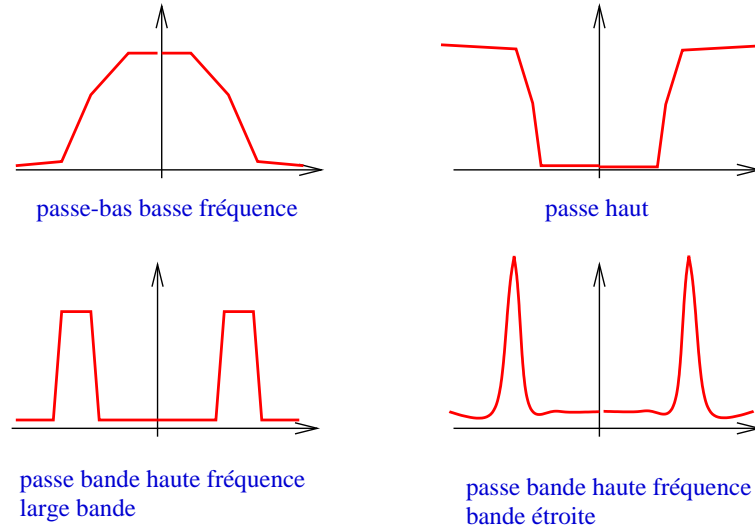 passe-bas basse fréquence
passe haut
passe bande haute fréquence
large bande
passe bande haute fréquence
bande étroite